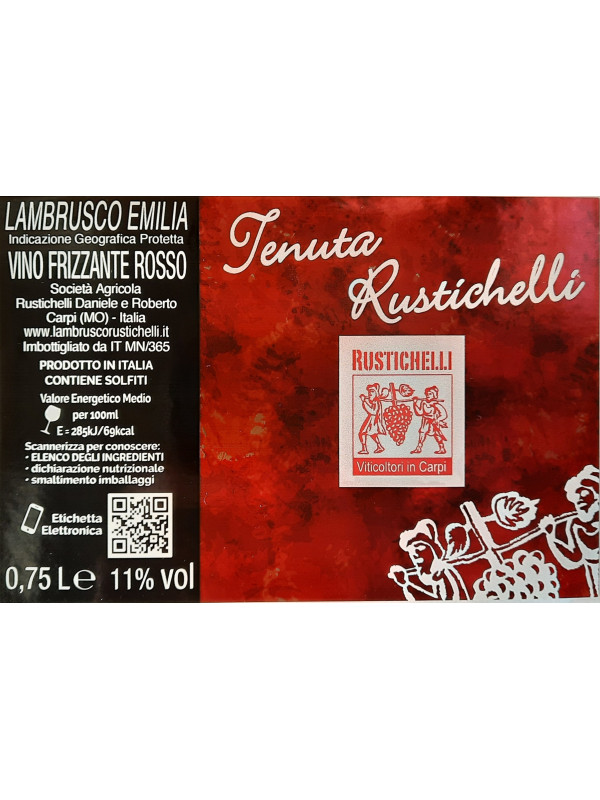 LAMBRUSCO EMILIA
Indicazione Geografica Protetta
VINO FRIZZANTE ROSSO
Società Agricola
Rustichelli Daniele e Roberto
Carpi (MO) - Italia
www.lambruscorustichelli.it
Imbottigliato da IT MN/365
PRODOTTO IN ITALIA
CONTIENE SOLFITI
Valore Energetico Medio
per 100ml
E = 285kJ/69kcal
Scannerizza per conoscere:
• ELENCO DEGLI INGREDIENTI
• dichiarazione nutrizionale
• smaltimento imballaggi
Etichetta
Elettronica
0,75 L e 11% vol
Tenuta
Rustichelli
RUSTICHELLI
Viticoltori in Carpi